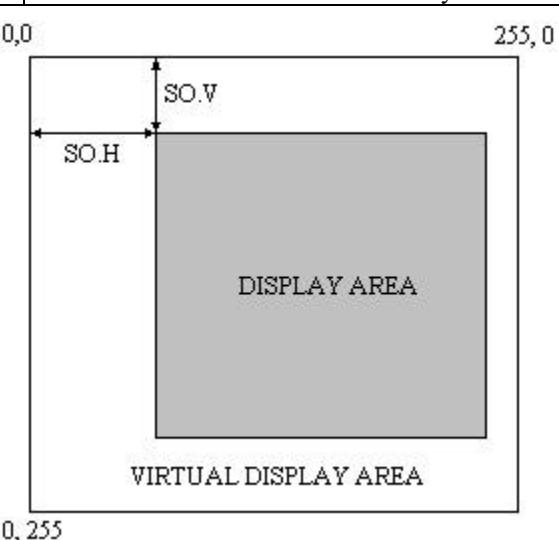 0,0
255, 0
SO.V
SO.H
DISPLAY AREA
VIRTUAL DISPLAY AREA
0, 255